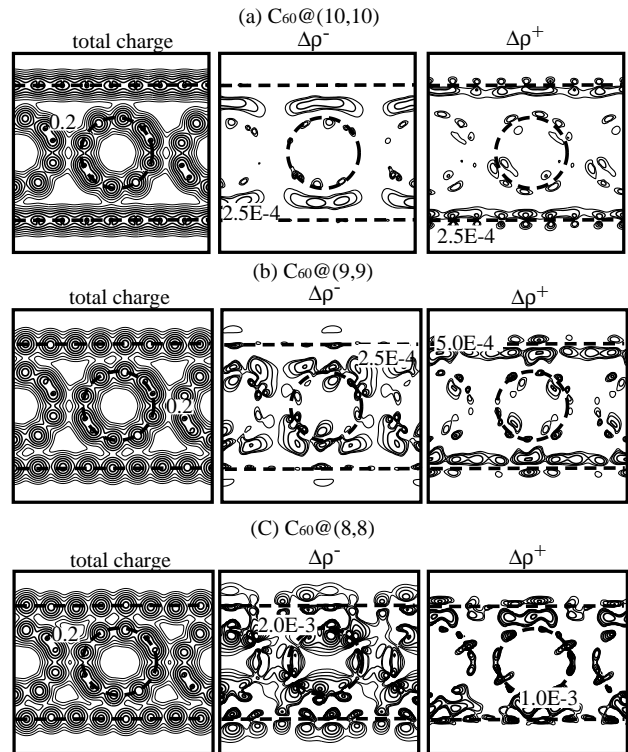 (a) C₆₀@(10,10)
total charge Δρ⁻ Δρ⁺
0.2
2.5E-4 2.5E-4
(b) C₆₀@(9,9)
total charge Δρ⁻ Δρ⁺
2.5E-4 5.0E-4
0.2
(C) C₆₀@(8,8)
total charge Δρ⁻ Δρ⁺
0.2 2.0E-3
1.0E-3